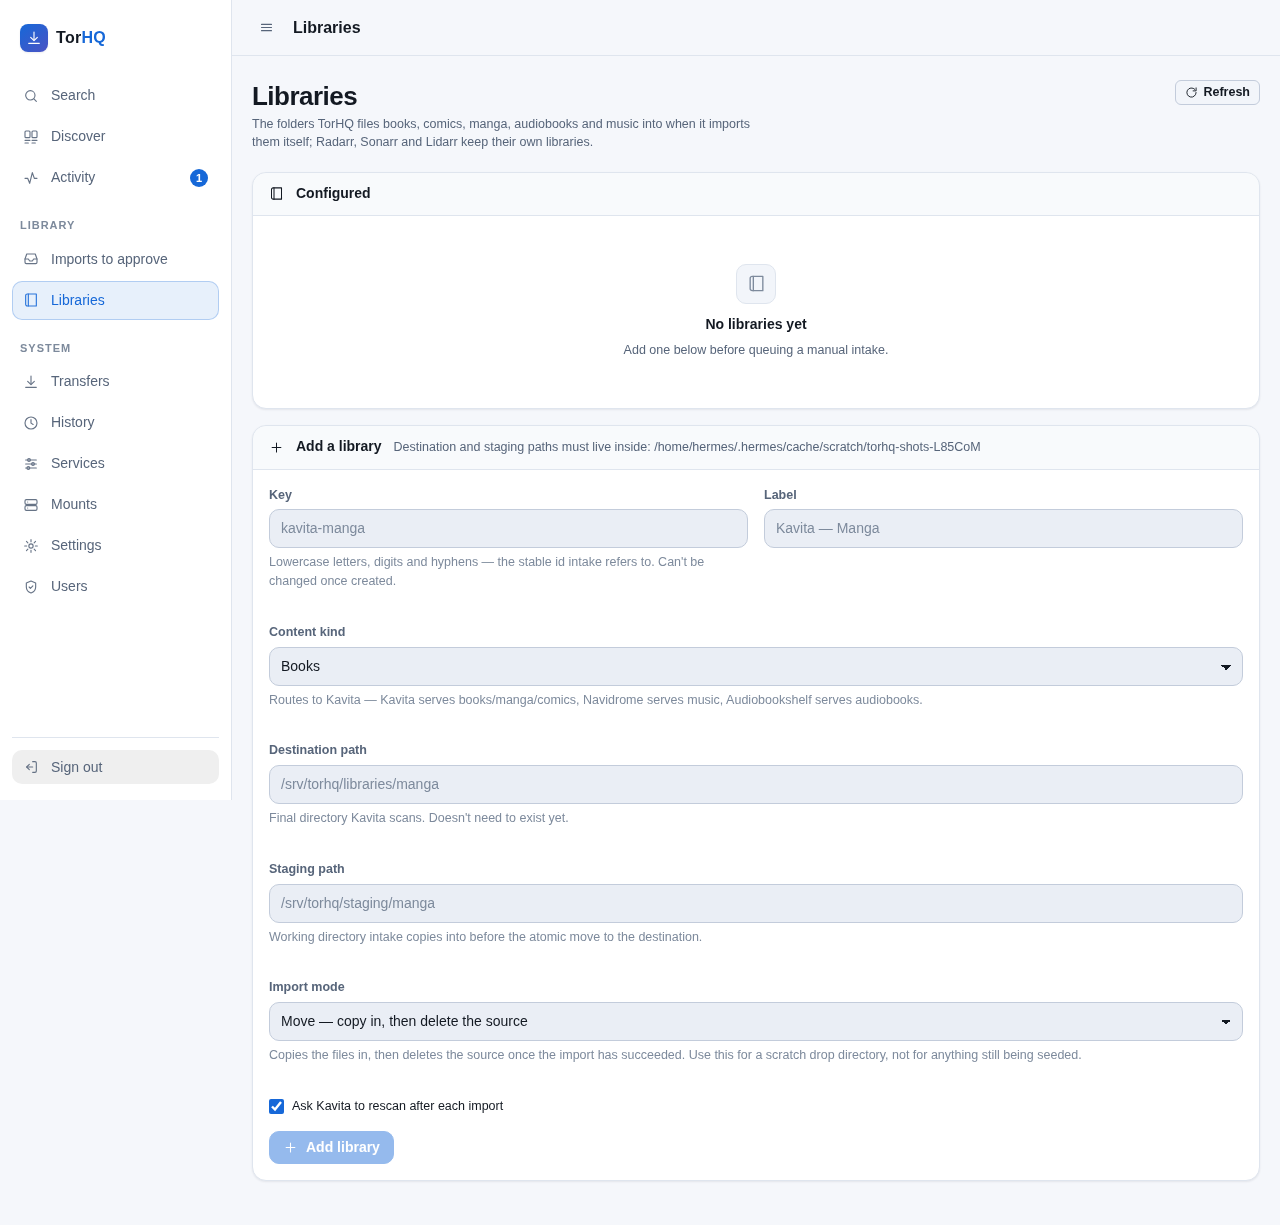 TorHQ
Libraries
Search
Discover
Activity
1
LIBRARY
Imports to approve
Libraries
SYSTEM
Transfers
History
Services
Mounts
Settings
Users
Sign out
Libraries
Refresh
The folders TorHQ files books, comics, manga, audiobooks and music into when it imports
them itself; Radarr, Sonarr and Lidarr keep their own libraries.
Configured
No libraries yet
Add one below before queuing a manual intake.
Add a library Destination and staging paths must live inside: /home/hermes/.hermes/cache/scratch/torhq-shots-L85CoM
Key
kavita-manga
Lowercase letters, digits and hyphens — the stable id intake refers to. Can't be
changed once created.
Label
Kavita — Manga
Content kind
Books
Routes to Kavita — Kavita serves books/manga/comics, Navidrome serves music, Audiobookshelf serves audiobooks.
Destination path
/srv/torhq/libraries/manga
Final directory Kavita scans. Doesn't need to exist yet.
Staging path
/srv/torhq/staging/manga
Working directory intake copies into before the atomic move to the destination.
Import mode
Move — copy in, then delete the source
Copies the files in, then deletes the source once the import has succeeded. Use this for a scratch drop directory, not for anything still being seeded.
Ask Kavita to rescan after each import
Add library